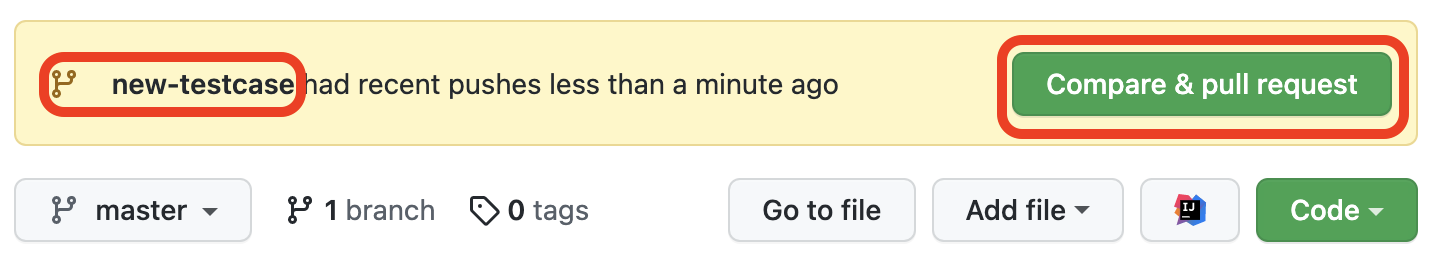 new-testcase had recent pushes less than a minute ago Compare & pull request
master 1 branch 0 tags Go to file Add file IJ Code